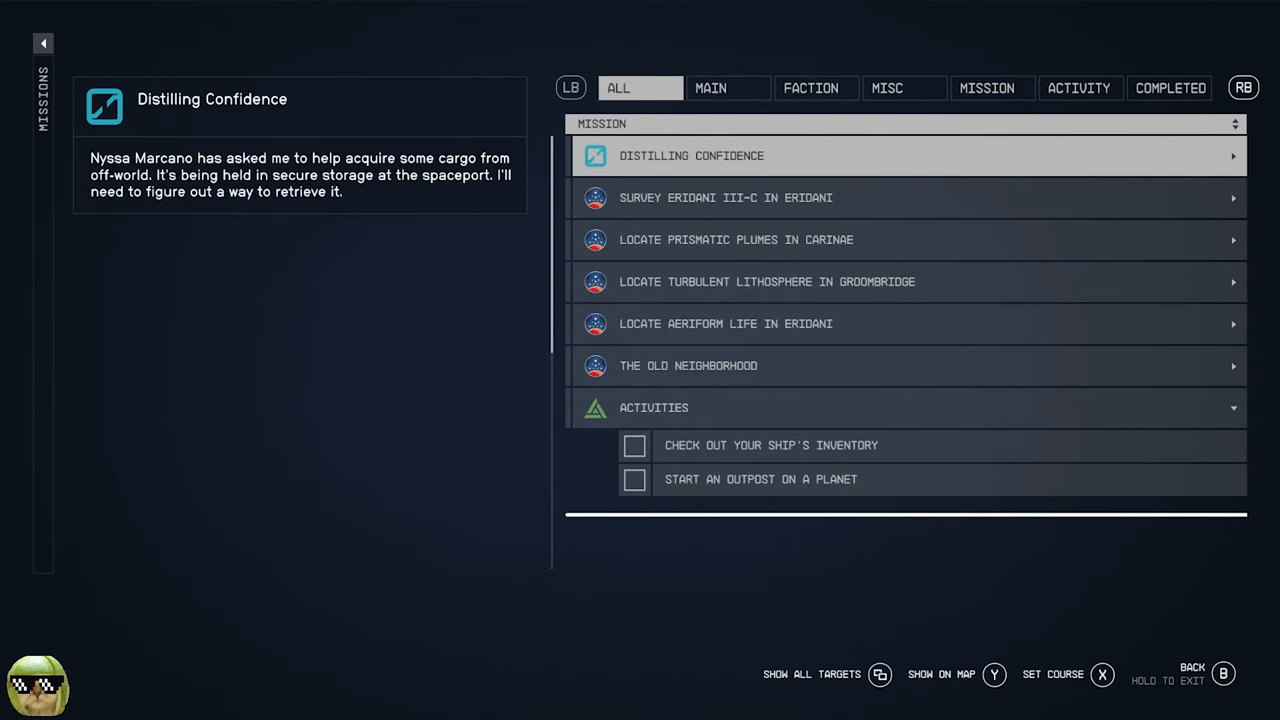 MISSIONS
Distilling Confidence
Nyssa Marcano has asked me to help acquire some cargo from
off-world. It's being held in secure storage at the spaceport. I'll
need to figure out a way to retrieve it.
LB ALL MAIN FACTION MISC MISSION ACTIVITY COMPLETED RB
MISSION
DISTILLING CONFIDENCE
SURVEY ERIDANI III-C IN ERIDANI
LOCATE PRISMATIC PLUMES IN CARINAE
LOCATE TURBULENT LITHOSPHERE IN GROOMBRIDGE
LOCATE AERIFORM LIFE IN ERIDANI
THE OLD NEIGHBORHOOD
ACTIVITIES
CHECK OUT YOUR SHIP'S INVENTORY
START AN OUTPOST ON A PLANET
SHOW ALL TARGETS SHOW ON MAP Y SET COURSE X BACK B
HOLD TO EXIT